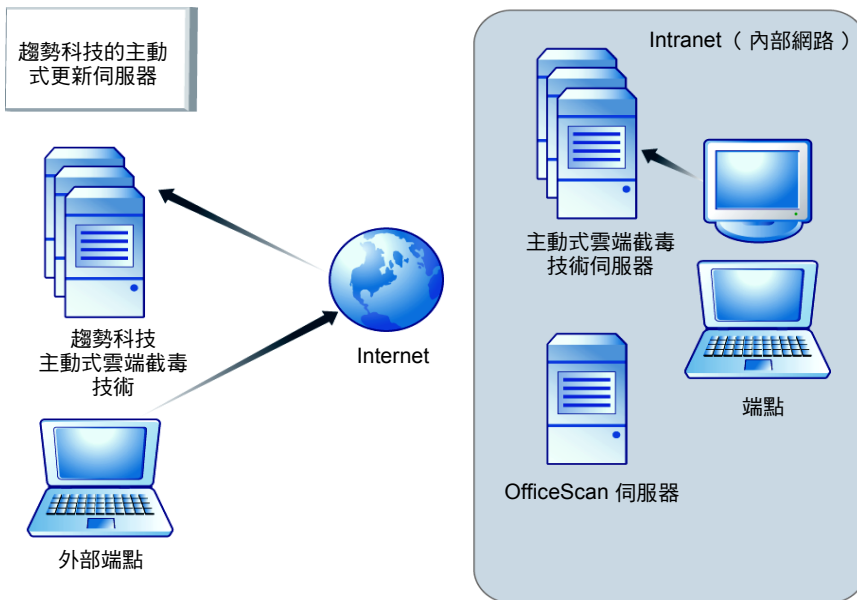 趨勢科技的主動
式更新伺服器
Intranet（ 內部網路 ）
主動式雲端截毒
技術伺服器
趨勢科技
主動式雲端截毒
技術
Internet
端點
OfficeScan 伺服器
外部端點